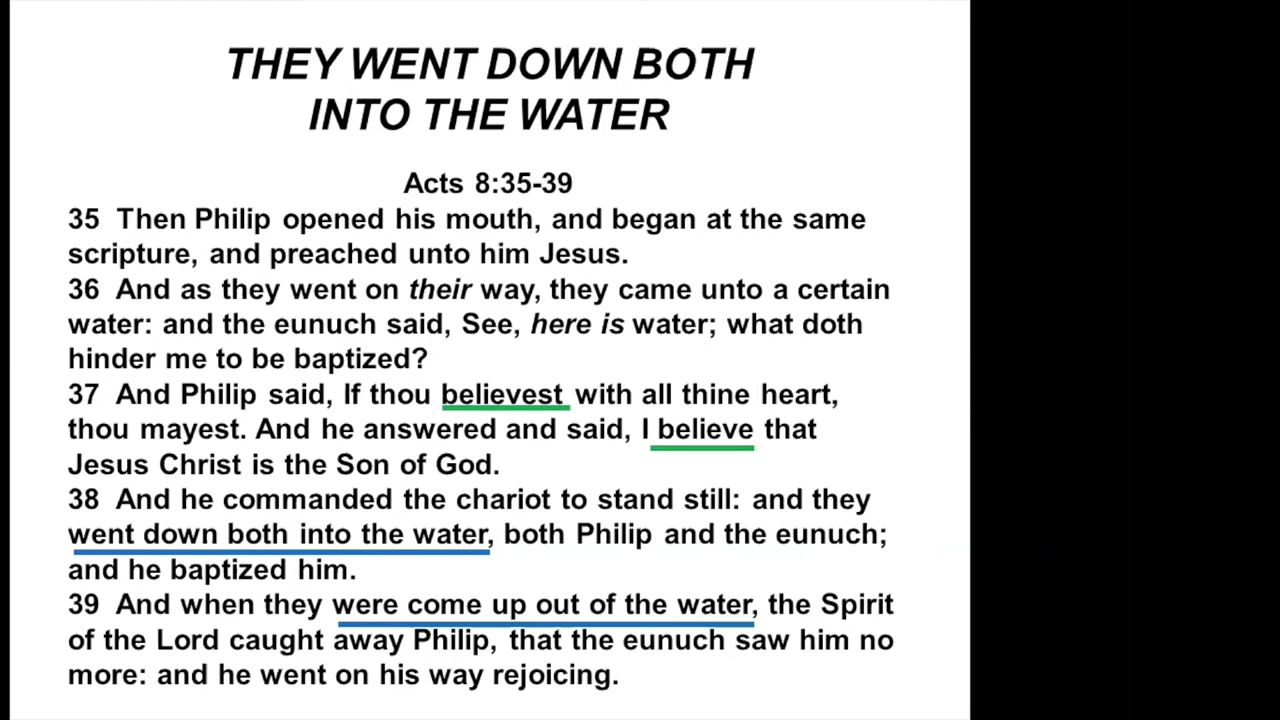 THEY WENT DOWN BOTH
INTO THE WATER
Acts 8:35-39
35 Then Philip opened his mouth, and began at the same
scripture, and preached unto him Jesus.
36 And as they went on their way, they came unto a certain
water: and the eunuch said, See, here is water; what doth
hinder me to be baptized?
37 And Philip said, If thou believest with all thine heart,
thou mayest. And he answered and said, I believe that
Jesus Christ is the Son of God.
38 And he commanded the chariot to stand still: and they
went down both into the water, both Philip and the eunuch;
and he baptized him.
39 And when they were come up out of the water, the Spirit
of the Lord caught away Philip, that the eunuch saw him no
more: and he went on his way rejoicing.